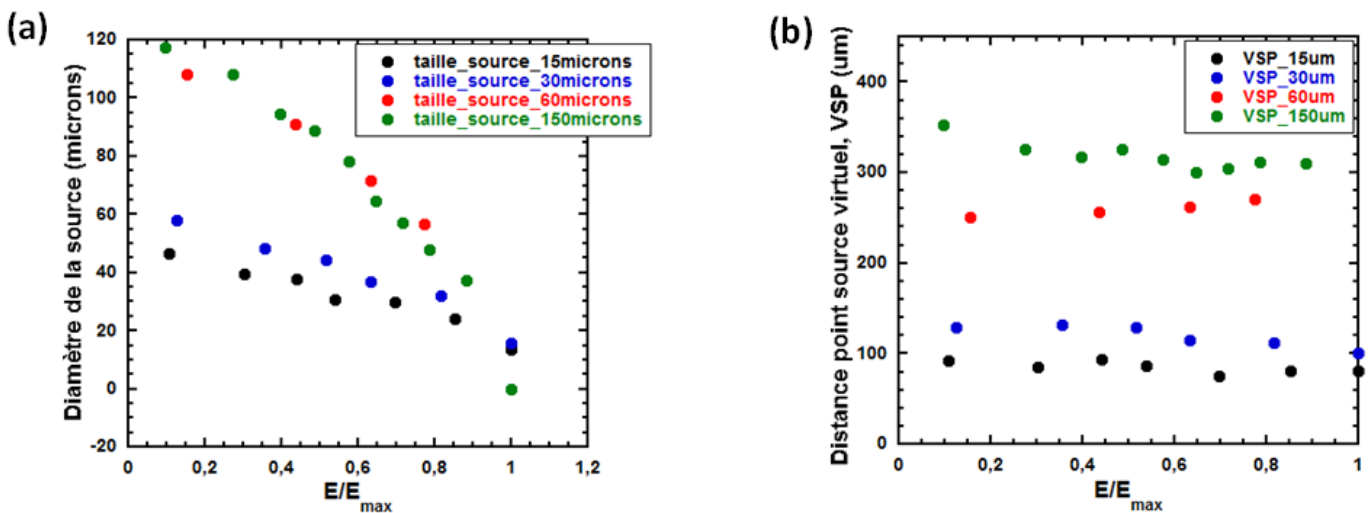 (a)
120
100
80
60
40
20
0
-20
Diamètre de la source (microns)
taille_source_15microns
taille_source_30microns
taille_source_60microns
taille_source_150microns
0 0,2 0,4 0,6 0,8 1 1,2
E/Emax
(b)
400
300
200
100
0
Distance point source virtuel, VSP (um)
VSP_15um
VSP_30um
VSP_60um
VSP_150um
0 0,2 0,4 0,6 0,8 1
E/Emax